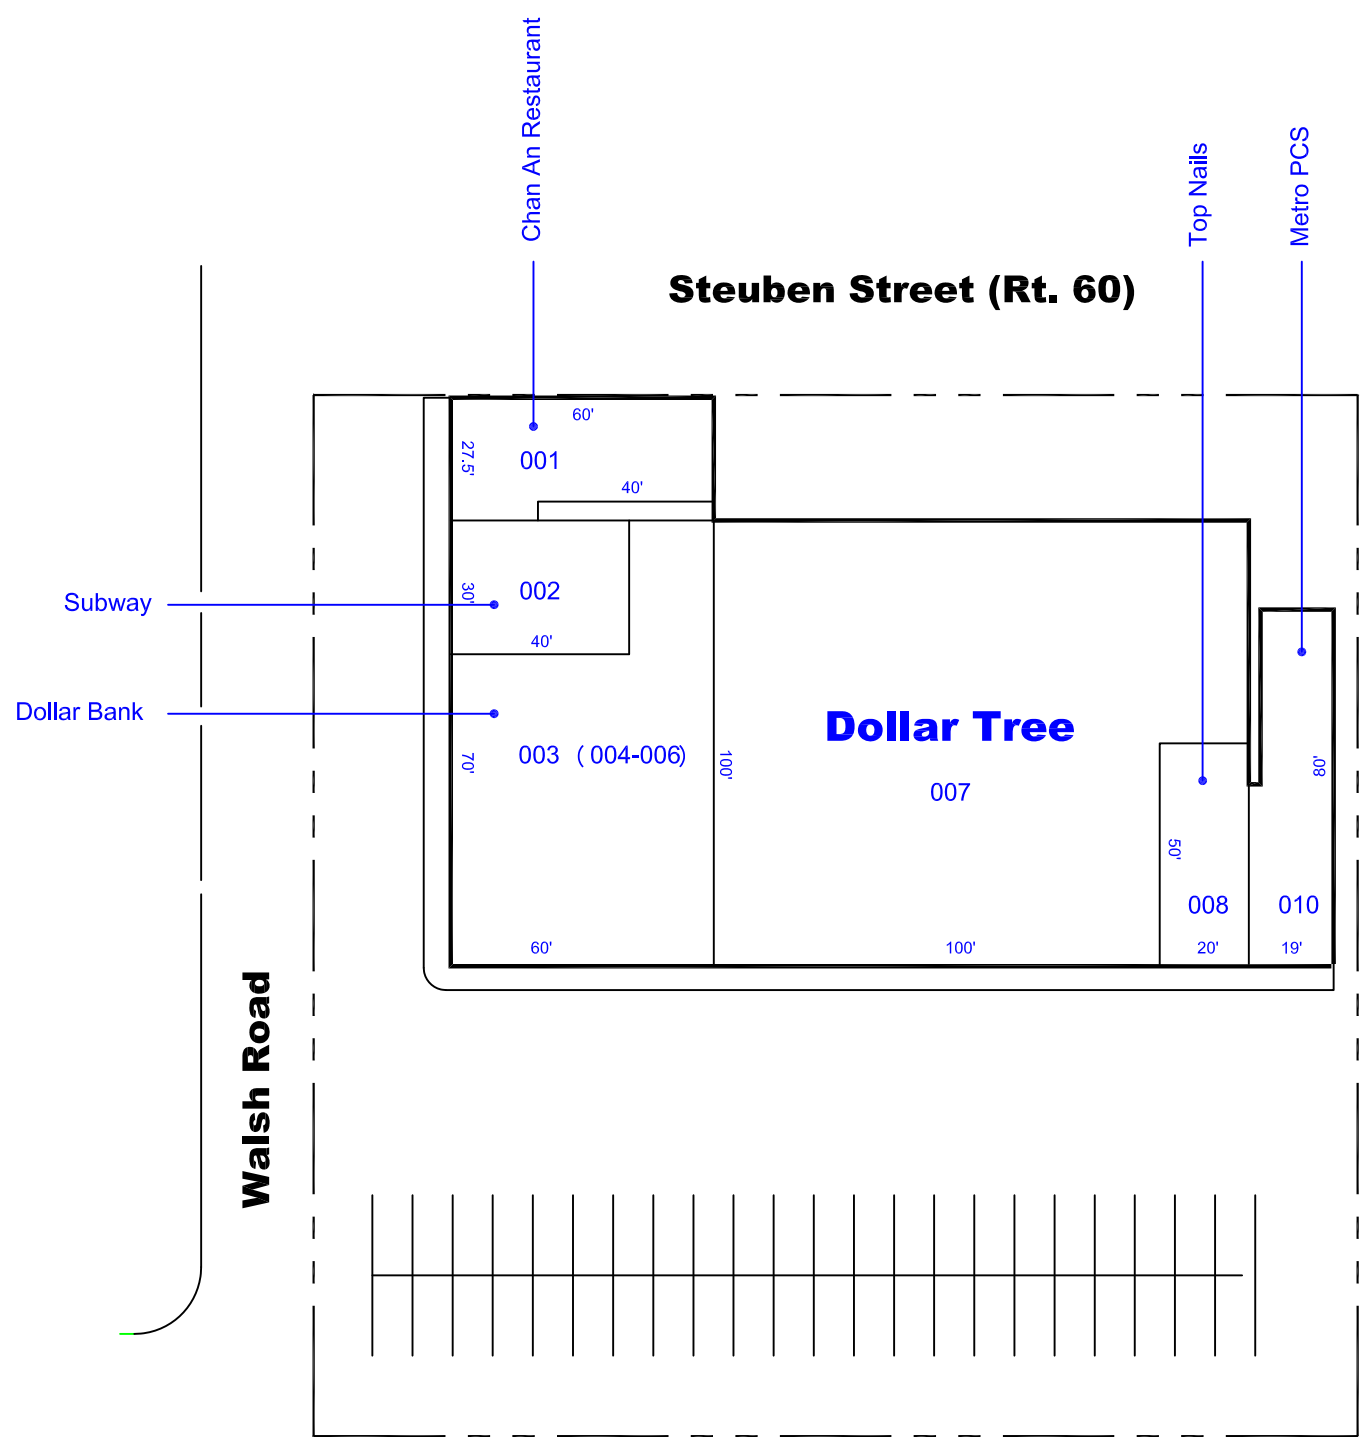 Chan An Restaurant
Top Nails
Metro PCS
Steuben Street (Rt. 60)
60'
27.5'
001
40'
Subway
30'
002
40'
Dollar Bank
003 (004-006)
70'
100'
Dollar Tree
007
80'
50'
008
010
60'
100'
20'
19'
Walsh Road